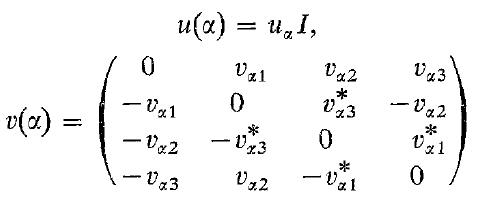 u(α) = u_α I,
0 v_α1 v_α2 v_α3
−v_α1 0 v*_α3 −v_α2
v(α) =
−v_α2 −v*_α3 0 v*_α1
−v_α3 v_α2 −v*_α1 0